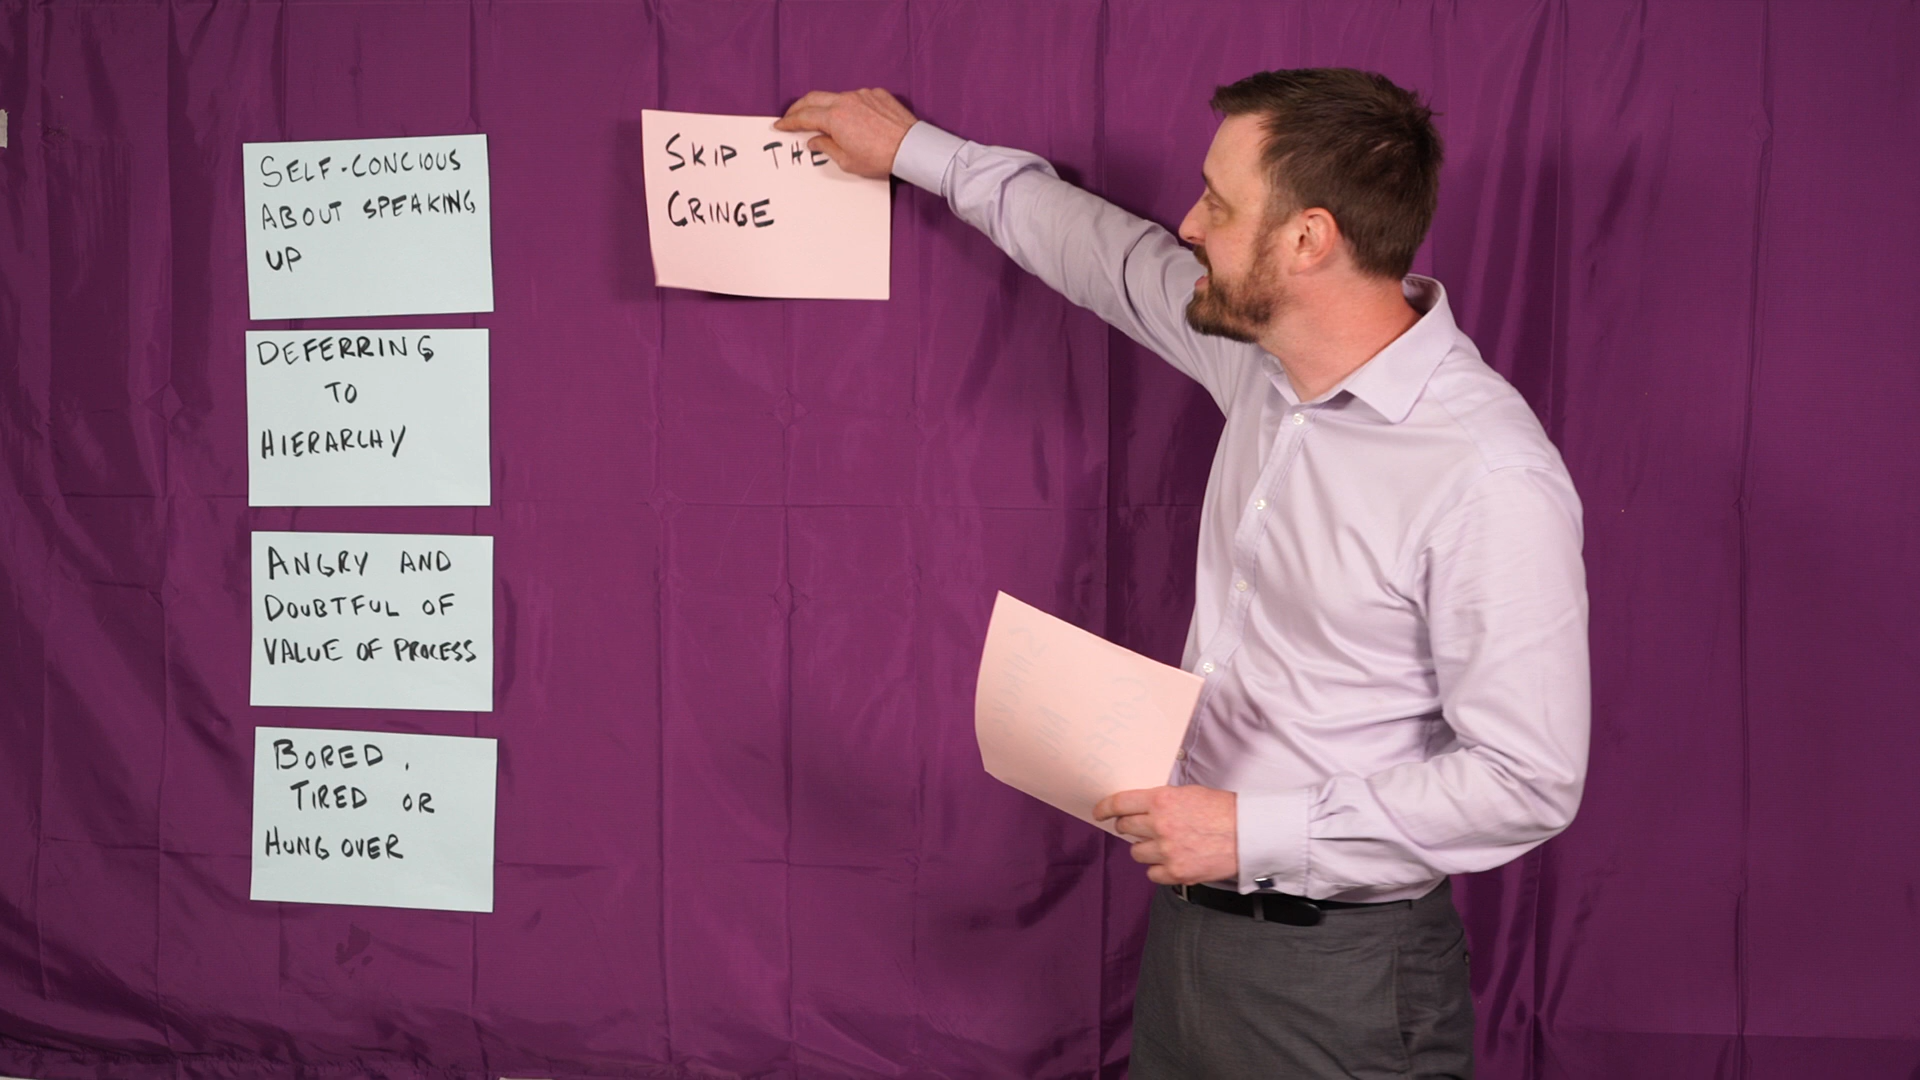 SELF-CONCIOUS
ABOUT SPEAKING
UP
DEFERRING
TO
HIERARCHY
ANGRY AND
DOUBTFUL OF
VALUE OF PROCESS
BORED,
TIRED OR
HUNG OVER
SKIP THE
CRINGE